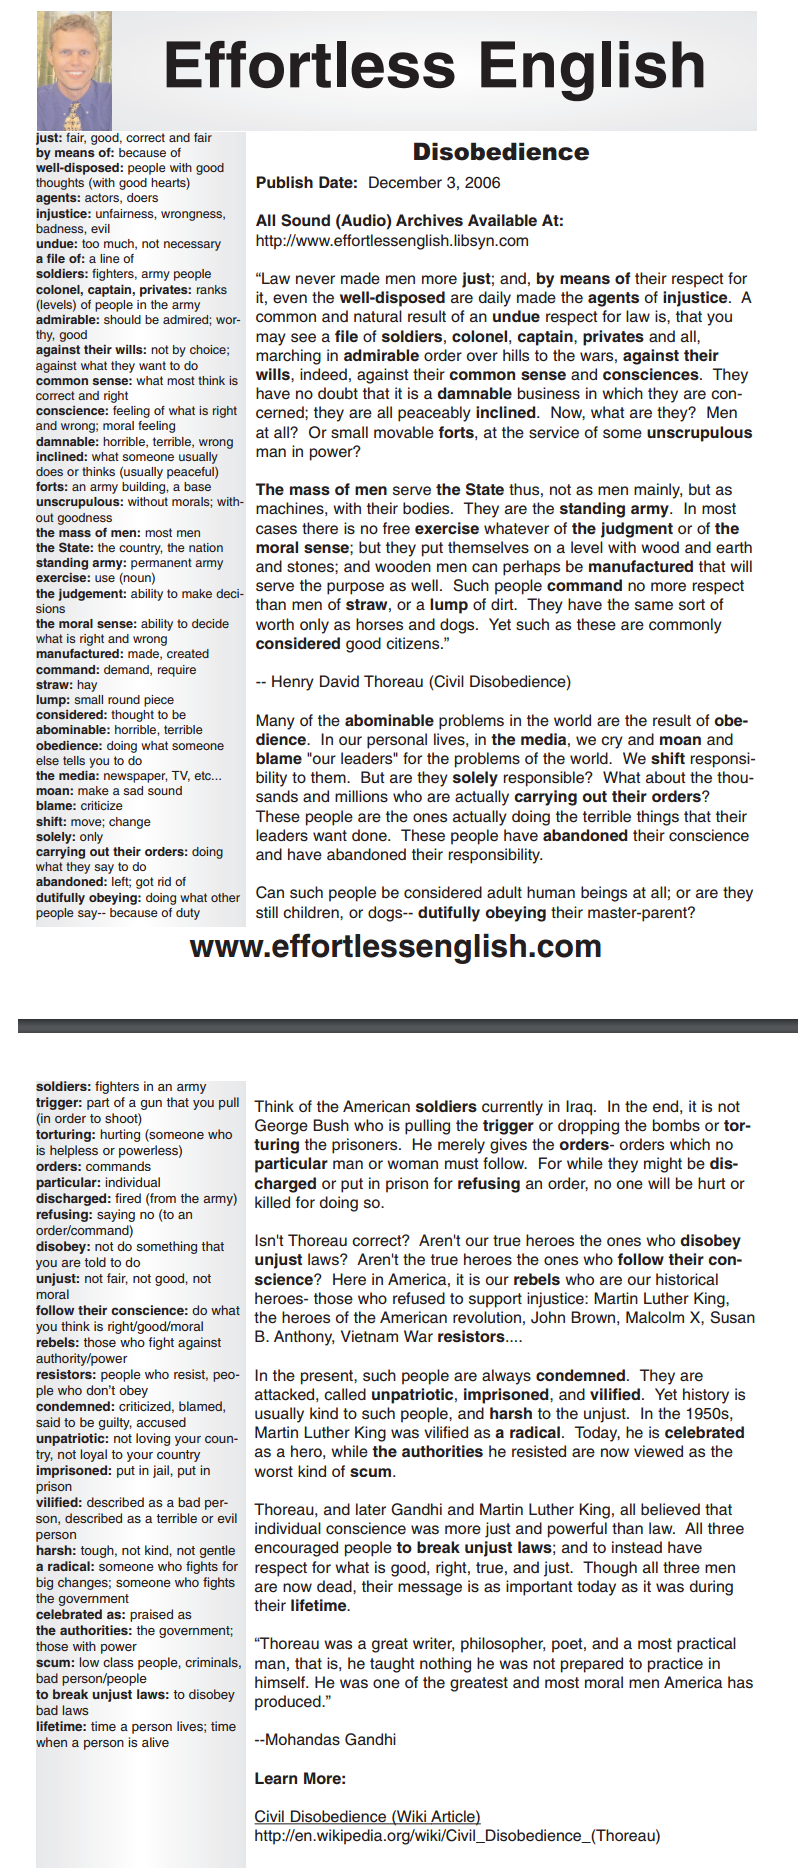 Effortless English
just: fair, good, correct and fair
by means of: because of
well-disposed: people with good
thoughts (with good hearts)
agents: actors, doers
injustice: unfairness, wrongness,
badness, evil
undue: too much, not necessary
a file of: a line of
soldiers: fighters, army people
colonel, captain, privates: ranks
(levels) of people in the army
admirable: should be admired; wor-
thy, good
against their wills: not by choice;
against what they want to do
common sense: what most think is
correct and right
conscience: feeling of what is right
and wrong; moral feeling
damnable: horrible, terrible, wrong
inclined: what someone usually
does or thinks (usually peaceful)
forts: an army building, a base
unscrupulous: without morals; with-
out goodness
the mass of men: most men
the State: the country, the nation
standing army: permanent army
exercise: use (noun)
the judgement: ability to make deci-
sions
the moral sense: ability to decide
what is right and wrong
manufactured: made, created
command: demand, require
straw: hay
lump: small round piece
considered: thought to be
abominable: horrible, terrible
obedience: doing what someone
else tells you to do
the media: newspaper, TV, etc...
moan: make a sad sound
blame: criticize
shift: move; change
solely: only
carrying out their orders: doing
what they say to do
abandoned: left; got rid of
dutifully obeying: doing what other
people say-- because of duty
Disobedience
Publish Date: December 3, 2006
All Sound (Audio) Archives Available At:
http://www.effortlessenglish.libsyn.com
“Law never made men more just; and, by means of their respect for
it, even the well-disposed are daily made the agents of injustice. A
common and natural result of an undue respect for law is, that you
may see a file of soldiers, colonel, captain, privates and all,
marching in admirable order over hills to the wars, against their
wills, indeed, against their common sense and consciences. They
have no doubt that it is a damnable business in which they are con-
cerned; they are all peaceably inclined. Now, what are they? Men
at all? Or small movable forts, at the service of some unscrupulous
man in power?
The mass of men serve the State thus, not as men mainly, but as
machines, with their bodies. They are the standing army. In most
cases there is no free exercise whatever of the judgment or of the
moral sense; but they put themselves on a level with wood and earth
and stones; and wooden men can perhaps be manufactured that will
serve the purpose as well. Such people command no more respect
than men of straw, or a lump of dirt. They have the same sort of
worth only as horses and dogs. Yet such as these are commonly
considered good citizens.”
-- Henry David Thoreau (Civil Disobedience)
Many of the abominable problems in the world are the result of obe-
dience. In our personal lives, in the media, we cry and moan and
blame "our leaders" for the problems of the world. We shift responsi-
bility to them. But are they solely responsible? What about the thou-
sands and millions who are actually carrying out their orders?
These people are the ones actually doing the terrible things that their
leaders want done. These people have abandoned their conscience
and have abandoned their responsibility.
Can such people be considered adult human beings at all; or are they
still children, or dogs-- dutifully obeying their master-parent?
www.effortlessenglish.com
soldiers: fighters in an army
trigger: part of a gun that you pull
(in order to shoot)
torturing: hurting (someone who
is helpless or powerless)
orders: commands
particular: individual
discharged: fired (from the army)
refusing: saying no (to an
order/command)
disobey: not do something that
you are told to do
unjust: not fair, not good, not
moral
follow their conscience: do what
you think is right/good/moral
rebels: those who fight against
authority/power
resistors: people who resist, peo-
ple who don’t obey
condemned: criticized, blamed,
said to be guilty, accused
unpatriotic: not loving your coun-
try, not loyal to your country
imprisoned: put in jail, put in
prison
vilified: described as a bad per-
son, described as a terrible or evil
person
harsh: tough, not kind, not gentle
a radical: someone who fights for
big changes; someone who fights
the government
celebrated as: praised as
the authorities: the government;
those with power
scum: low class people, criminals,
bad person/people
to break unjust laws: to disobey
bad laws
lifetime: time a person lives; time
when a person is alive
Think of the American soldiers currently in Iraq. In the end, it is not
George Bush who is pulling the trigger or dropping the bombs or tor-
turing the prisoners. He merely gives the orders- orders which no
particular man or woman must follow. For while they might be dis-
charged or put in prison for refusing an order, no one will be hurt or
killed for doing so.
Isn't Thoreau correct? Aren't our true heroes the ones who disobey
unjust laws? Aren't the true heroes the ones who follow their con-
science? Here in America, it is our rebels who are our historical
heroes- those who refused to support injustice: Martin Luther King,
the heroes of the American revolution, John Brown, Malcolm X, Susan
B. Anthony, Vietnam War resistors....
In the present, such people are always condemned. They are
attacked, called unpatriotic, imprisoned, and vilified. Yet history is
usually kind to such people, and harsh to the unjust. In the 1950s,
Martin Luther King was vilified as a radical. Today, he is celebrated
as a hero, while the authorities he resisted are now viewed as the
worst kind of scum.
Thoreau, and later Gandhi and Martin Luther King, all believed that
individual conscience was more just and powerful than law. All three
encouraged people to break unjust laws; and to instead have
respect for what is good, right, true, and just. Though all three men
are now dead, their message is as important today as it was during
their lifetime.
“Thoreau was a great writer, philosopher, poet, and a most practical
man, that is, he taught nothing he was not prepared to practice in
himself. He was one of the greatest and most moral men America has
produced.”
--Mohandas Gandhi
Learn More:
Civil Disobedience (Wiki Article)
http://en.wikipedia.org/wiki/Civil_Disobedience_(Thoreau)